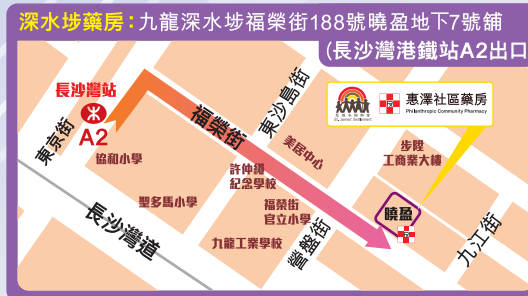 深水埗藥房：九龍深水埗福榮街188號曉盈地下7號舖
(長沙灣港鐵站A2出口
長沙灣站
A2
東京街
協和小學
聖多馬小學
長沙灣道
福榮街
東沙島街
美居中心
許仲繩
紀念學校
福榮街
官立小學
九龍工業學校
營盤街
惠澤社區藥房
Philanthropic Community Pharmacy
St. James' Settlement
步陞
工商業大樓
曉盈
九江街